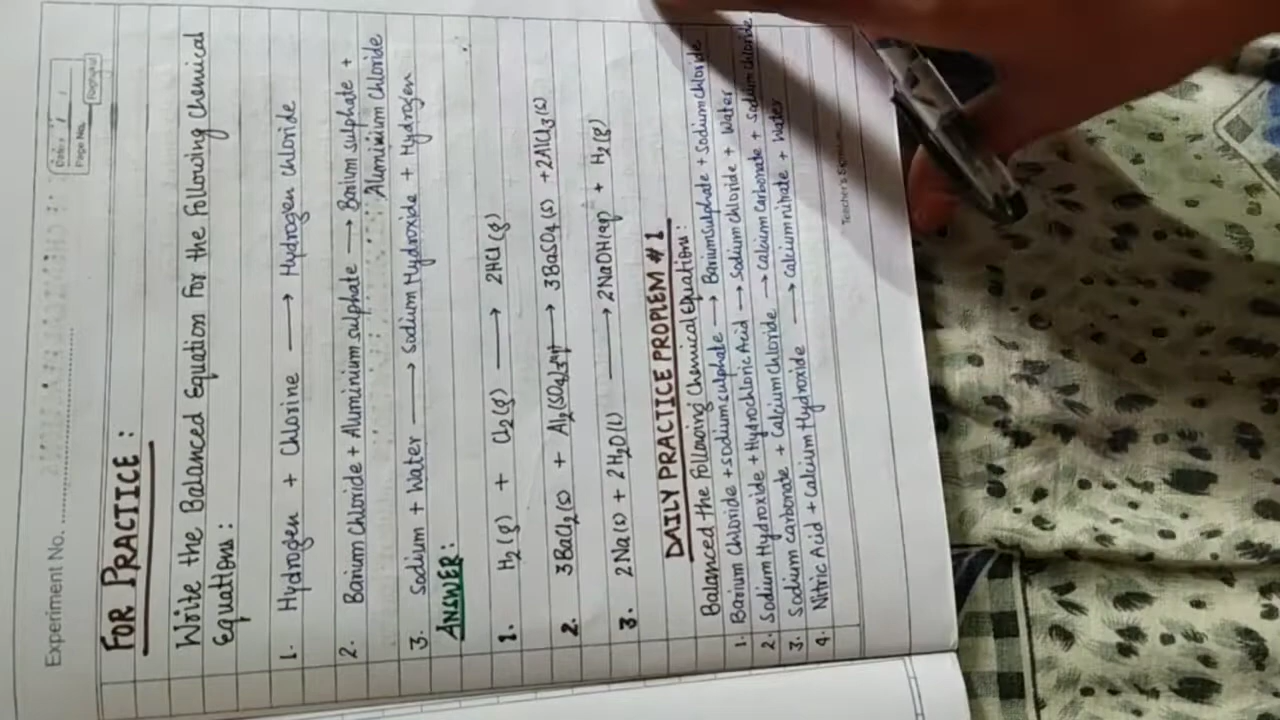 Experiment No.
Date
Page No.
FOR PRACTICE:
Write the Balanced Equation For the Following Chemical
Equations:
1. Hydrogen + Chlorine ⟶ Hydrogen Chloride
2. Barium Chloride + Aluminium sulphate ⟶ Barium sulphate +
Aluminium Chloride
3. Sodium + Water ⟶ Sodium Hydroxide + Hydrogen
ANSWER:
1. H₂(g) + Cl₂(g) ⟶ 2HCl(g)
2. 3BaCl₂(s) + Al₂(SO₄)₃(aq) ⟶ 3BaSO₄(s) + 2AlCl₃(s)
3. 2Na(s) + 2H₂O(l) ⟶ 2NaOH(aq) + H₂(g)
DAILY PRACTICE PROPLEM # 1
Balanced the Following Chemical Equations:
1. Barium Chloride + sodium sulphate ⟶ Barium sulphate + Sodium chloride
2. Sodium Hydroxide + Hydrochloric Acid ⟶ Sodium chloride + Water
3. Sodium carbonate + Calcium Chloride ⟶ calcium carbonate + Sodium chloride
4. Nitric Acid + Calcium Hydroxide ⟶ calcium nitrate + Water
Teacher's